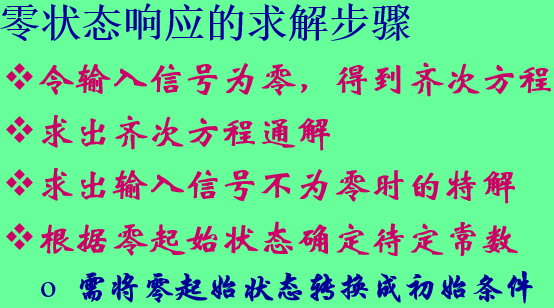 零状态响应的求解步骤
❖令输入信号为零，得到齐次方程
❖求出齐次方程通解
❖求出输入信号不为零时的特解
❖根据零起始状态确定待定常数
o 需将零起始状态转换成初始条件